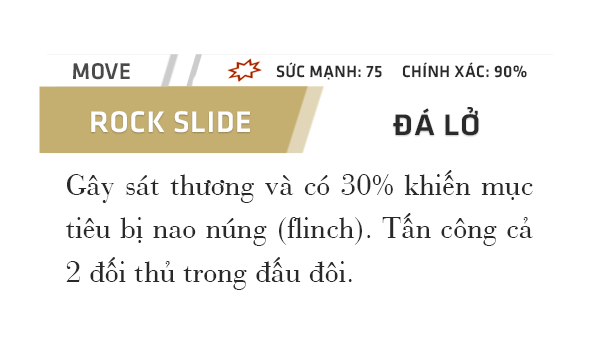 MOVE SỨC MẠNH: 75 CHÍNH XÁC: 90%
ROCK SLIDE ĐÁ LỞ
Gây sát thương và có 30% khiến mục
tiêu bị nao núng (flinch). Tấn công cả
2 đối thủ trong đấu đôi.